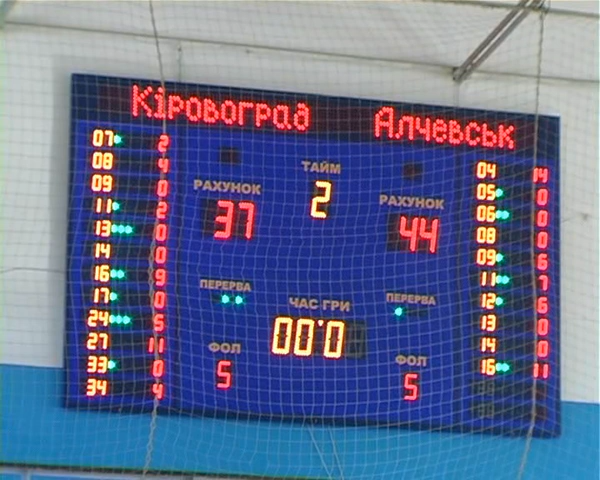 Кіровоград Алчевськ
07 2 04 14
08 4 ТАЙМ 05 0
09 0 РАХУНОК 2 РАХУНОК 06 0
11 2 37 44 08 0
13 0 09 6
14 0 11 7
16 9 ПЕРЕРВА ПЕРЕРВА 12 6
17 0 ЧАС ГРИ 13 0
24 5 00:0 14 0
27 11 ФОЛ ФОЛ 16 11
33 0 5 5
34 4